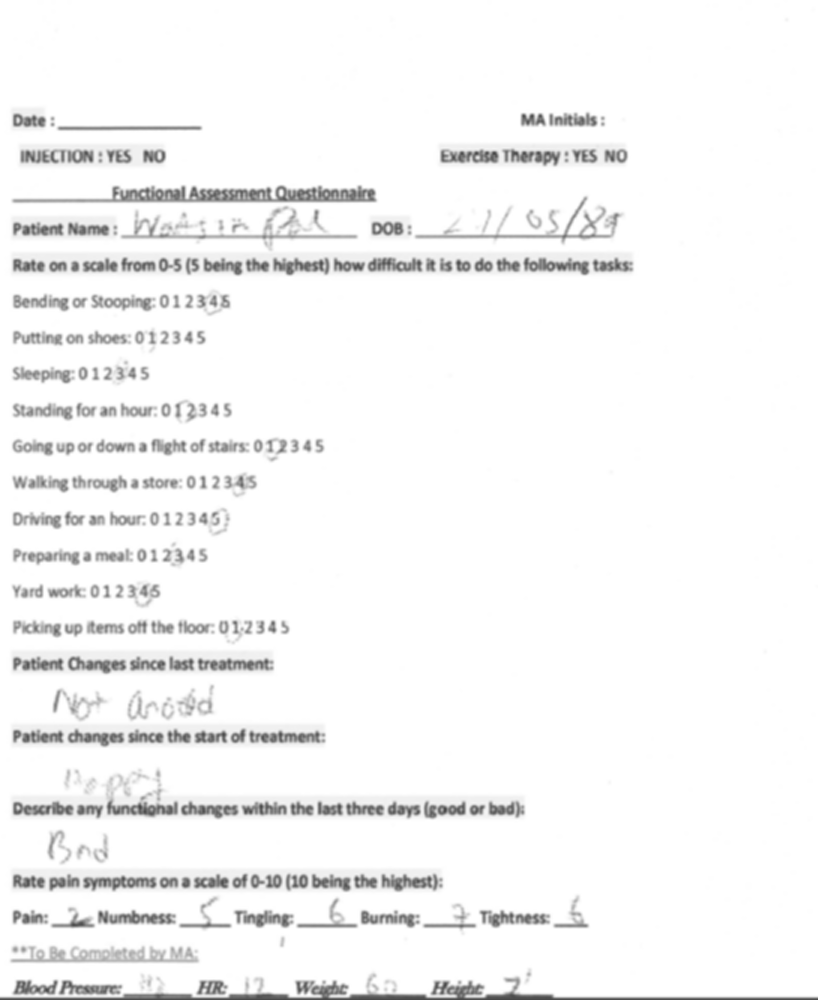 Date : ________________ MA Initials :
INJECTION : YES NO Exercise Therapy : YES NO
Functional Assessment Questionnaire
Patient Name : DOB : /05/89
Rate on a scale from 0-5 (5 being the highest) how difficult it is to do the following tasks:
Bending or Stooping: 0 1 2 3 4 5
Putting on shoes: 0 1 2 3 4 5
Sleeping: 0 1 2 3 4 5
Standing for an hour: 0 1 2 3 4 5
Going up or down a flight of stairs: 0 1 2 3 4 5
Walking through a store: 0 1 2 3 4 5
Driving for an hour: 0 1 2 3 4 5
Preparing a meal: 0 1 2 3 4 5
Yard work: 0 1 2 3 4 5
Picking up items off the floor: 0 1 2 3 4 5
Patient Changes since last treatment:
Not
Patient changes since the start of treatment:
Describe any functional changes within the last three days (good or bad):
Bad
Rate pain symptoms on a scale of 0-10 (10 being the highest):
Pain: 2 Numbness: 5 Tingling: 6 Burning: 7 Tightness: 6
**To Be Completed by MA:
Blood Pressure: HR: 12 Weight: 60 Height: 7'